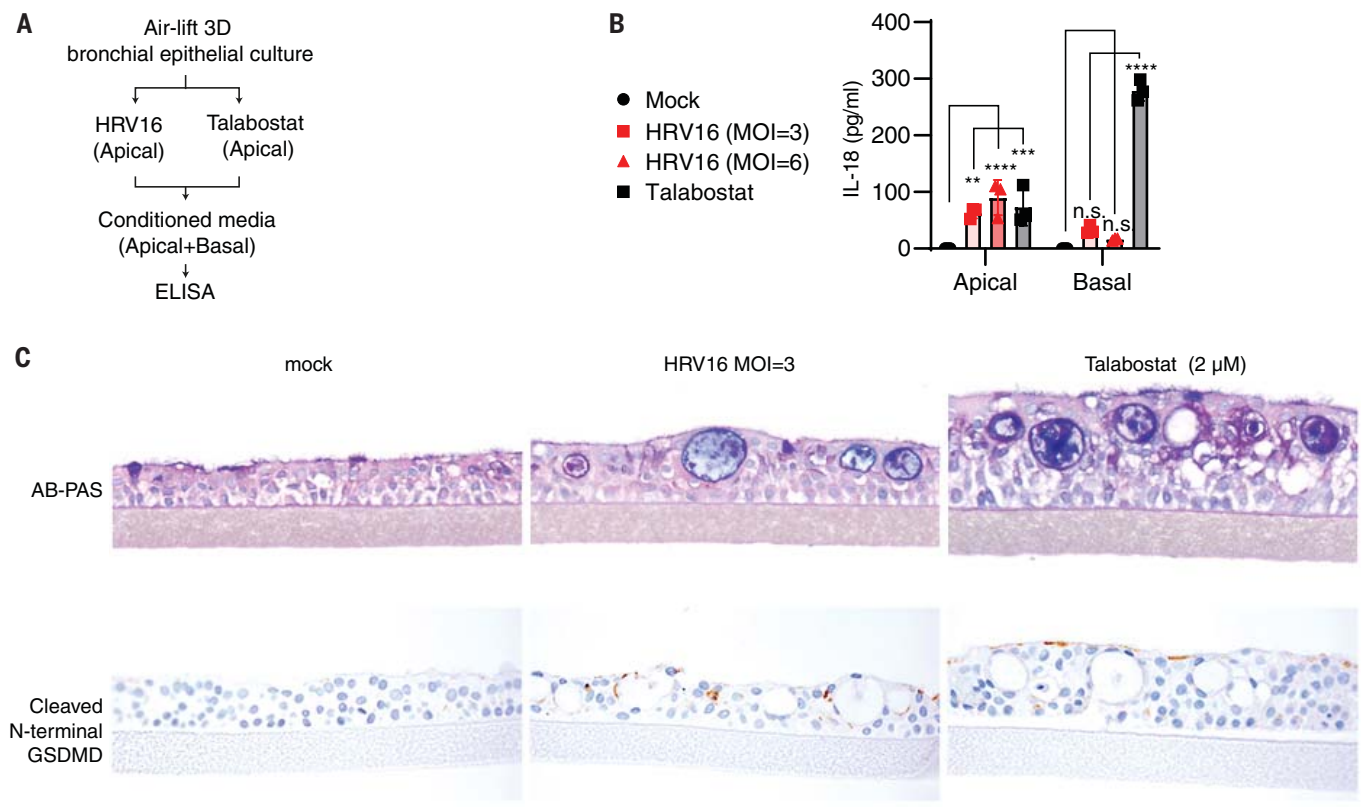 A
Air-lift 3D
bronchial epithelial culture
HRV16
(Apical)
Talabostat
(Apical)
Conditioned media
(Apical+Basal)
ELISA
B
Mock
HRV16 (MOI=3)
HRV16 (MOI=6)
Talabostat
IL-18 (pg/ml)
400
300
200
100
0
**
****
***
n.s.
n.s.
****
Apical
Basal
C
mock
HRV16 MOI=3
Talabostat (2 µM)
AB-PAS
Cleaved
N-terminal
GSDMD